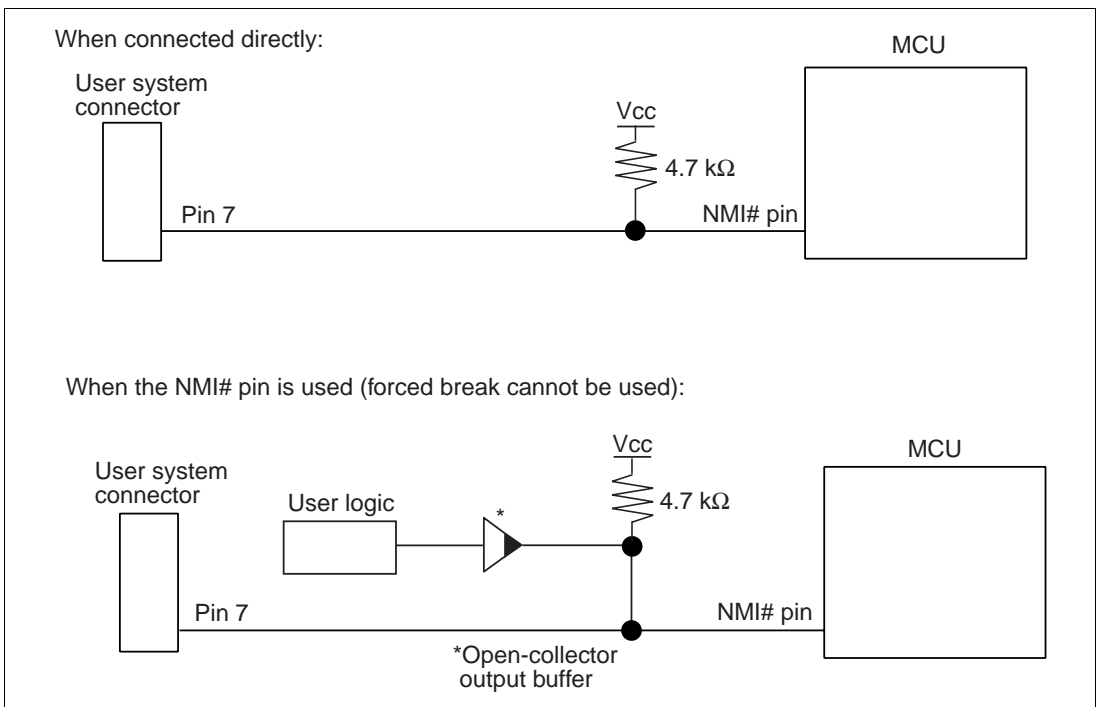 When connected directly:
MCU
User system
connector
Vcc
4.7 kΩ
Pin 7
NMI# pin
When the NMI# pin is used (forced break cannot be used):
MCU
User system
connector
User logic
*
Vcc
4.7 kΩ
Pin 7
NMI# pin
*Open-collector
output buffer